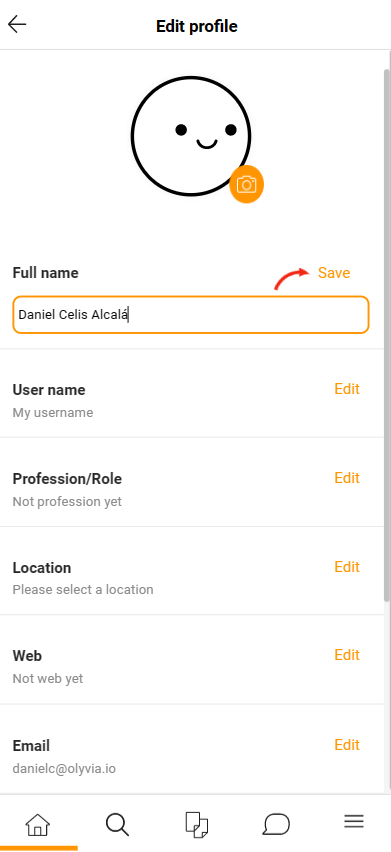 Edit profile
Full name Save
Daniel Celis Alcalá
User name Edit
My username
Profession/Role Edit
Not profession yet
Location Edit
Please select a location
Web Edit
Not web yet
Email Edit
danielc@olyvia.io